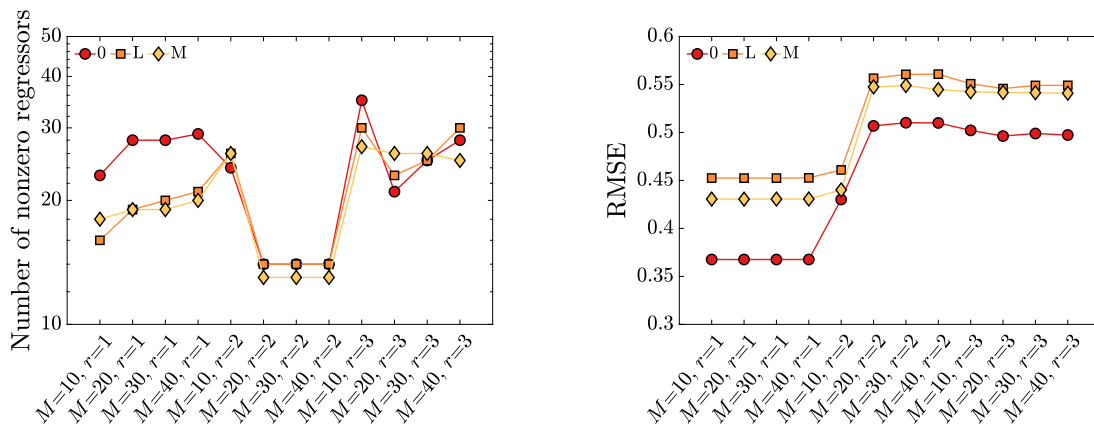 Number of nonzero regressors
50
40
30
20
10
0 L M
M=10, r=1
M=20, r=1
M=30, r=1
M=40, r=1
M=10, r=2
M=20, r=2
M=30, r=2
M=40, r=2
M=10, r=3
M=20, r=3
M=30, r=3
M=40, r=3
RMSE
0.6
0.55
0.5
0.45
0.4
0.35
0.3
0 L M
M=10, r=1
M=20, r=1
M=30, r=1
M=40, r=1
M=10, r=2
M=20, r=2
M=30, r=2
M=40, r=2
M=10, r=3
M=20, r=3
M=30, r=3
M=40, r=3